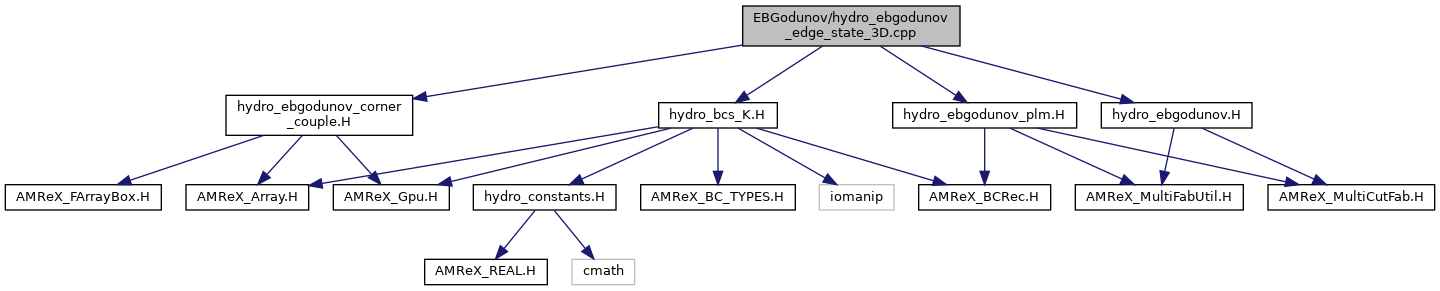 EBGodunov/hydro_ebgodunov
_edge_state_3D.cpp
hydro_ebgodunov_corner
_couple.H
hydro_bcs_K.H
hydro_ebgodunov_plm.H
hydro_ebgodunov.H
AMReX_FArrayBox.H
AMReX_Array.H
AMReX_Gpu.H
hydro_constants.H
AMReX_BC_TYPES.H
iomanip
AMReX_BCRec.H
AMReX_MultiFabUtil.H
AMReX_MultiCutFab.H
AMReX_REAL.H
cmath